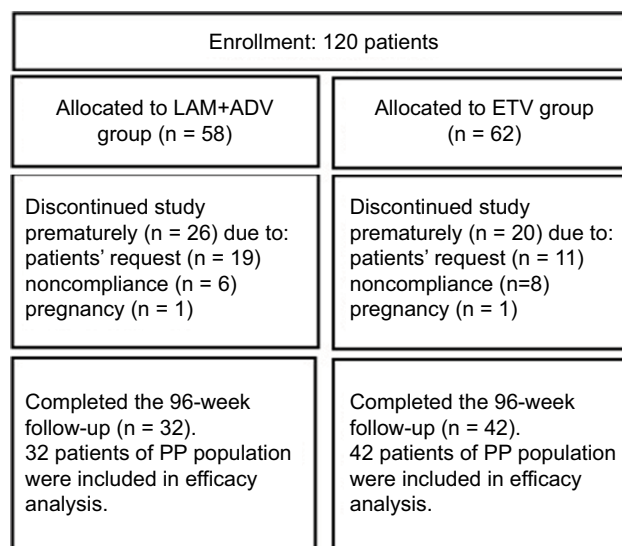 Enrollment: 120 patients
Allocated to LAM+ADV
group (n = 58)
Allocated to ETV group
(n = 62)
Discontinued study
prematurely (n = 26) due to:
patients' request (n = 19)
noncompliance (n = 6)
pregnancy (n = 1)
Discontinued study
prematurely (n = 20) due to:
patients' request (n = 11)
noncompliance (n=8)
pregnancy (n = 1)
Completed the 96-week
follow-up (n = 32).
32 patients of PP population
were included in efficacy
analysis.
Completed the 96-week
follow-up (n = 42).
42 patients of PP population
were included in efficacy
analysis.